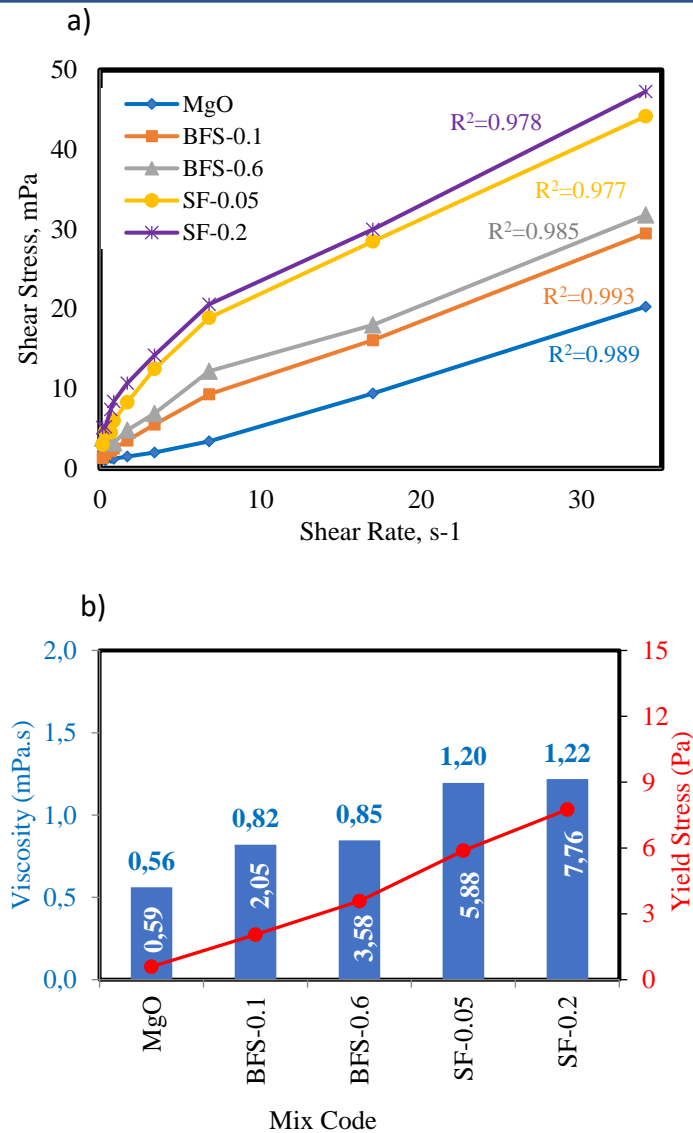 a)
50
40
30
20
10
0
Shear Stress, mPa
MgO
BFS-0.1
BFS-0.6
SF-0.05
SF-0.2
R²=0.978
R²=0.977
R²=0.985
R²=0.993
R²=0.989
0 10 20 30
Shear Rate, s-1
b)
2,0
1,5
1,0
0,5
0,0
Viscosity (mPa.s)
0,56
0,82
0,85
1,20
1,22
0,59
2,05
3,58
5,88
7,76
15
12
9
6
3
0
Yield Stress (Pa)
MgO
BFS-0.1
BFS-0.6
SF-0.05
SF-0.2
Mix Code